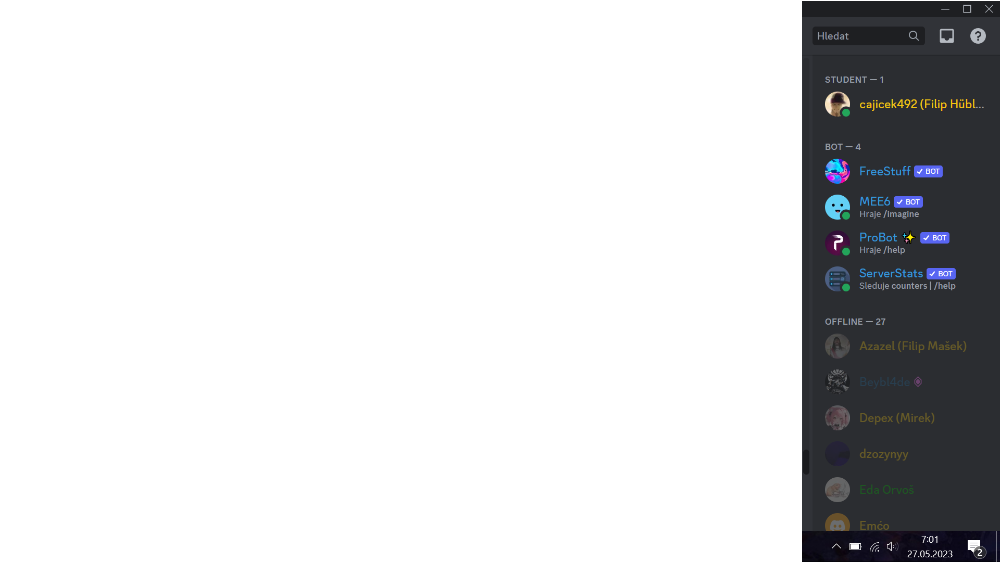 Hledat
STUDENT — 1
cajicek492 (Filip Hübl...
BOT — 4
FreeStuff BOT
MEE6 BOT
Hraje /imagine
ProBot ✨ BOT
Hraje /help
ServerStats BOT
Sleduje counters | /help
OFFLINE — 27
Azazel (Filip Mašek)
Beybl4de
Depex (Mirek)
dzozynyy
Eda Orvoš
Emćo
7:01
27.05.2023
2